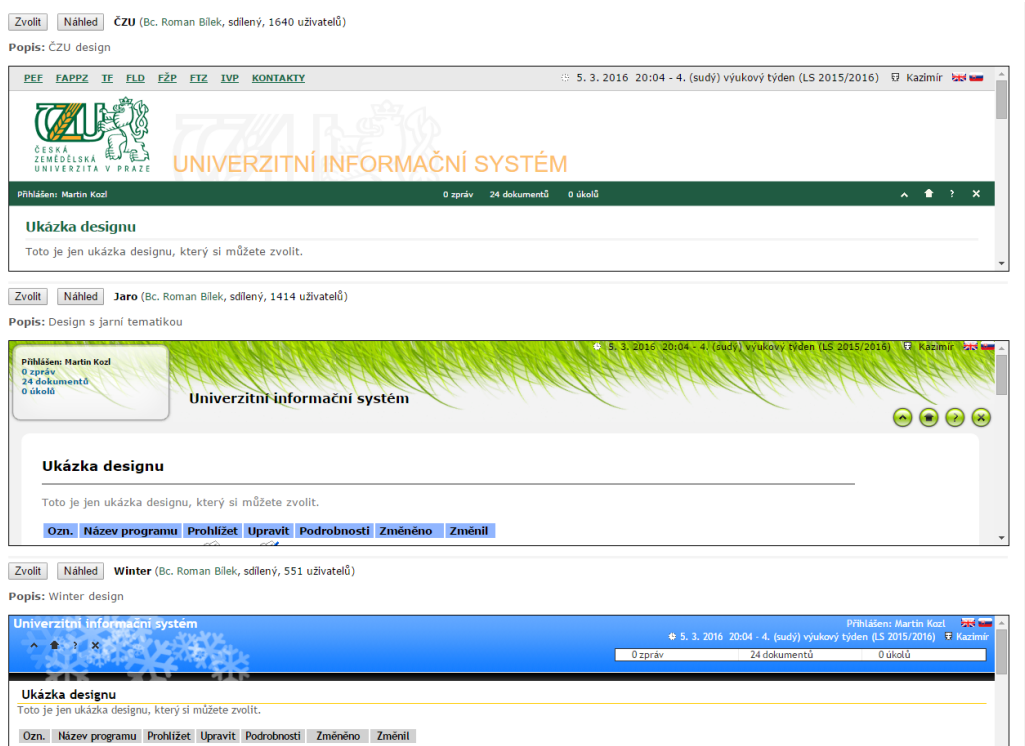 Zvolit Náhled ČZU (Bc. Roman Bílek, sdílený, 1640 uživatelů)
Popis: ČZU design
PEF FAPPZ TF FLD FŽP FTZ IVP KONTAKTY 5. 3. 2016 20:04 - 4. (sudý) výukový týden (LS 2015/2016) Kazimír
ČZU
ČESKÁ
ZEMĚDĚLSKÁ
UNIVERZITA V PRAZE
UNIVERZITNÍ INFORMAČNÍ SYSTÉM
Přihlášen: Martin Kozl 0 zpráv 24 dokumentů 0 úkolů ?
Ukázka designu
Toto je jen ukázka designu, který si můžete zvolit.
Zvolit Náhled Jaro (Bc. Roman Bílek, sdílený, 1414 uživatelů)
Popis: Design s jarní tematikou
5. 3. 2016 20:04 - 4. (sudý) výukový týden (LS 2015/2016) Kazimír
Přihlášen: Martin Kozl
0 zpráv
24 dokumentů
0 úkolů
Univerzitní informační systém
?
Ukázka designu
Toto je jen ukázka designu, který si můžete zvolit.
Ozn. Název programu Prohlížet Upravit Podrobnosti Změněno Změnil
Zvolit Náhled Winter (Bc. Roman Bílek, sdílený, 551 uživatelů)
Popis: Winter design
Univerzitní informační systém Přihlášen: Martin Kozl
5. 3. 2016 20:04 - 4. (sudý) výukový týden (LS 2015/2016) Kazimír
?
0 zpráv 24 dokumentů 0 úkolů
Ukázka designu
Toto je jen ukázka designu, který si můžete zvolit.
Ozn. Název programu Prohlížet Upravit Podrobnosti Změněno Změnil